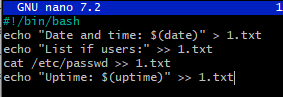 GNU nano 7.2 1
#!/bin/bash
echo "Date and time: $(date)" > 1.txt
echo "List if users:" >> 1.txt
cat /etc/passwd >> 1.txt
echo "Uptime: $(uptime)" >> 1.txt